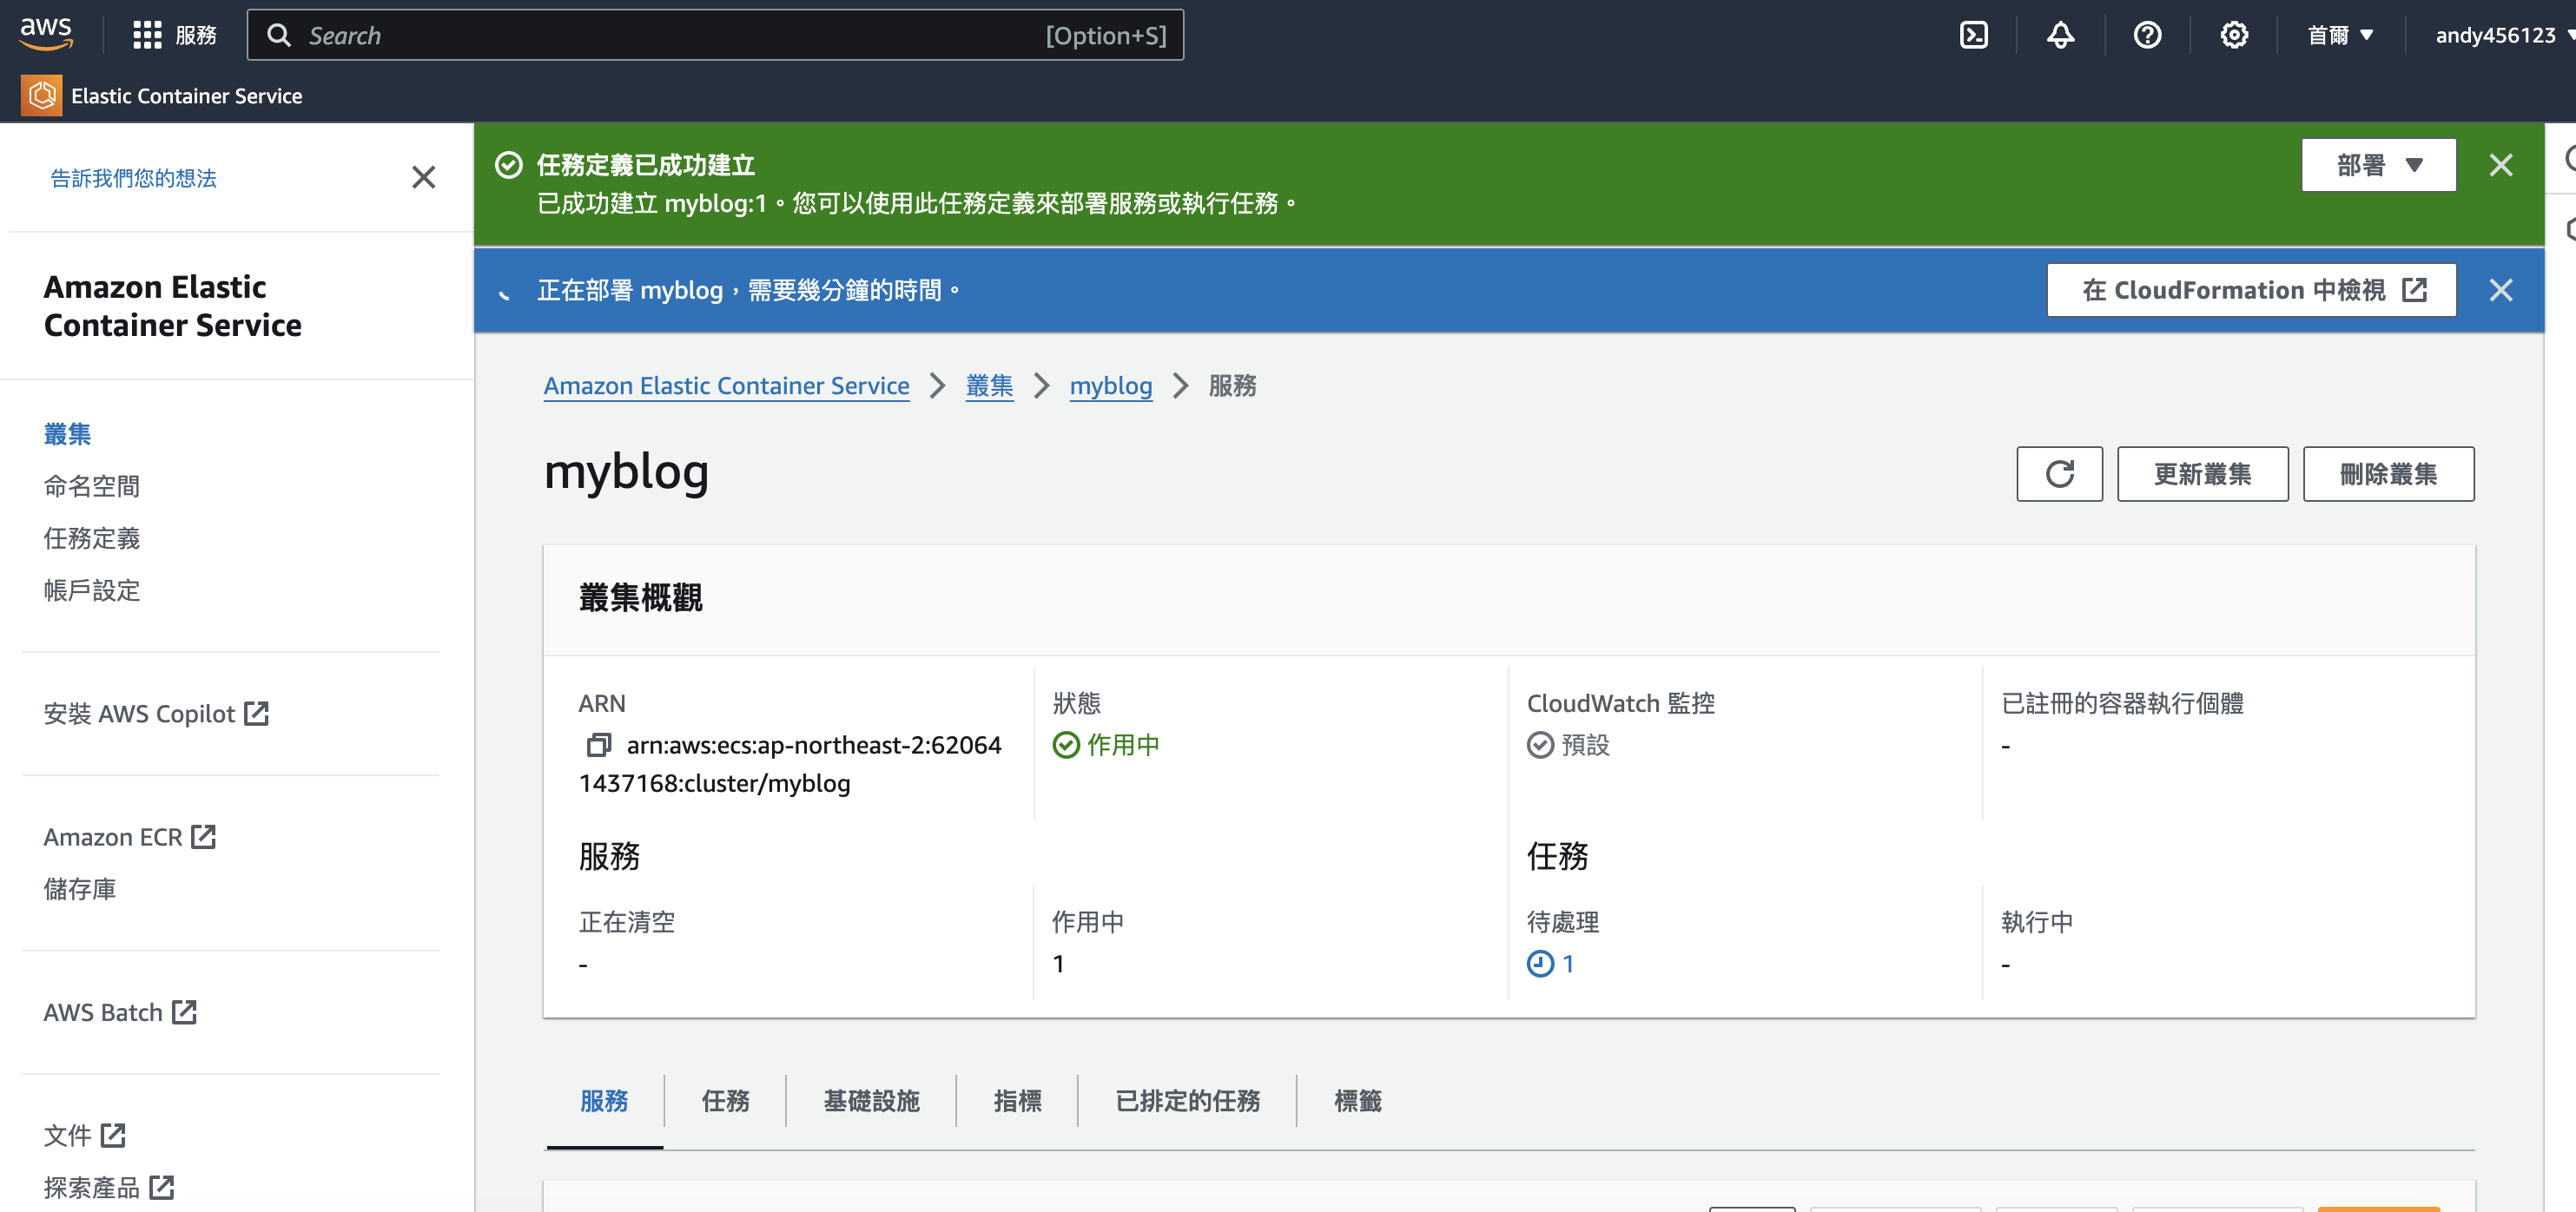 aws
服務
Search
[Option+S]
首爾
andy456123
Elastic Container Service
告訴我們您的想法
Amazon Elastic
Container Service
叢集
命名空間
任務定義
帳戶設定
安裝 AWS Copilot
Amazon ECR
儲存庫
AWS Batch
文件
探索產品
任務定義已成功建立
已成功建立 myblog:1。您可以使用此任務定義來部署服務或執行任務。
部署
正在部署 myblog,需要幾分鐘的時間。
在 CloudFormation 中檢視
Amazon Elastic Container Service
叢集
myblog
服務
myblog
更新叢集
刪除叢集
叢集概觀
ARN
arn:aws:ecs:ap-northeast-2:62064
1437168:cluster/myblog
狀態
作用中
CloudWatch 監控
預設
已註冊的容器執行個體
-
服務
任務
正在清空
-
作用中
1
待處理
1
執行中
-
服務
任務
基礎設施
指標
已排定的任務
標籤